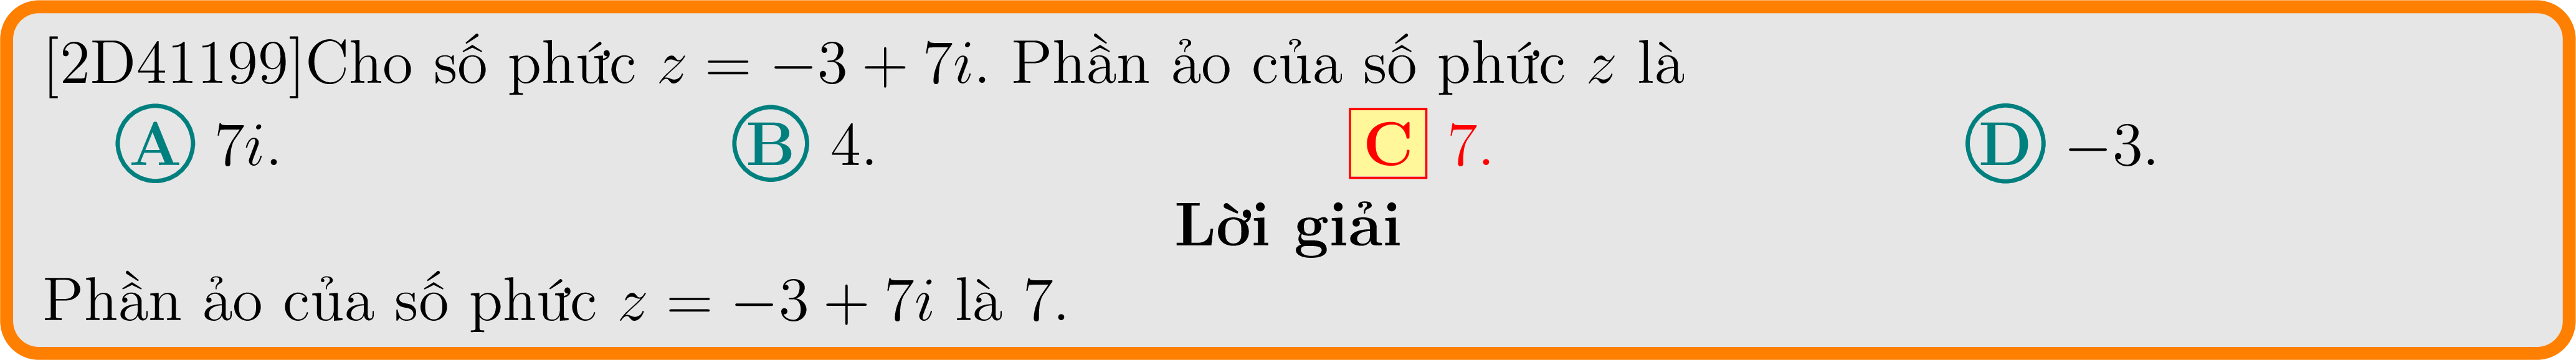 [2D41199]Cho số phức z = −3 + 7i. Phần ảo của số phức z là
A 7i. B 4. C 7. D −3.
Lời giải
Phần ảo của số phức z = −3 + 7i là 7.